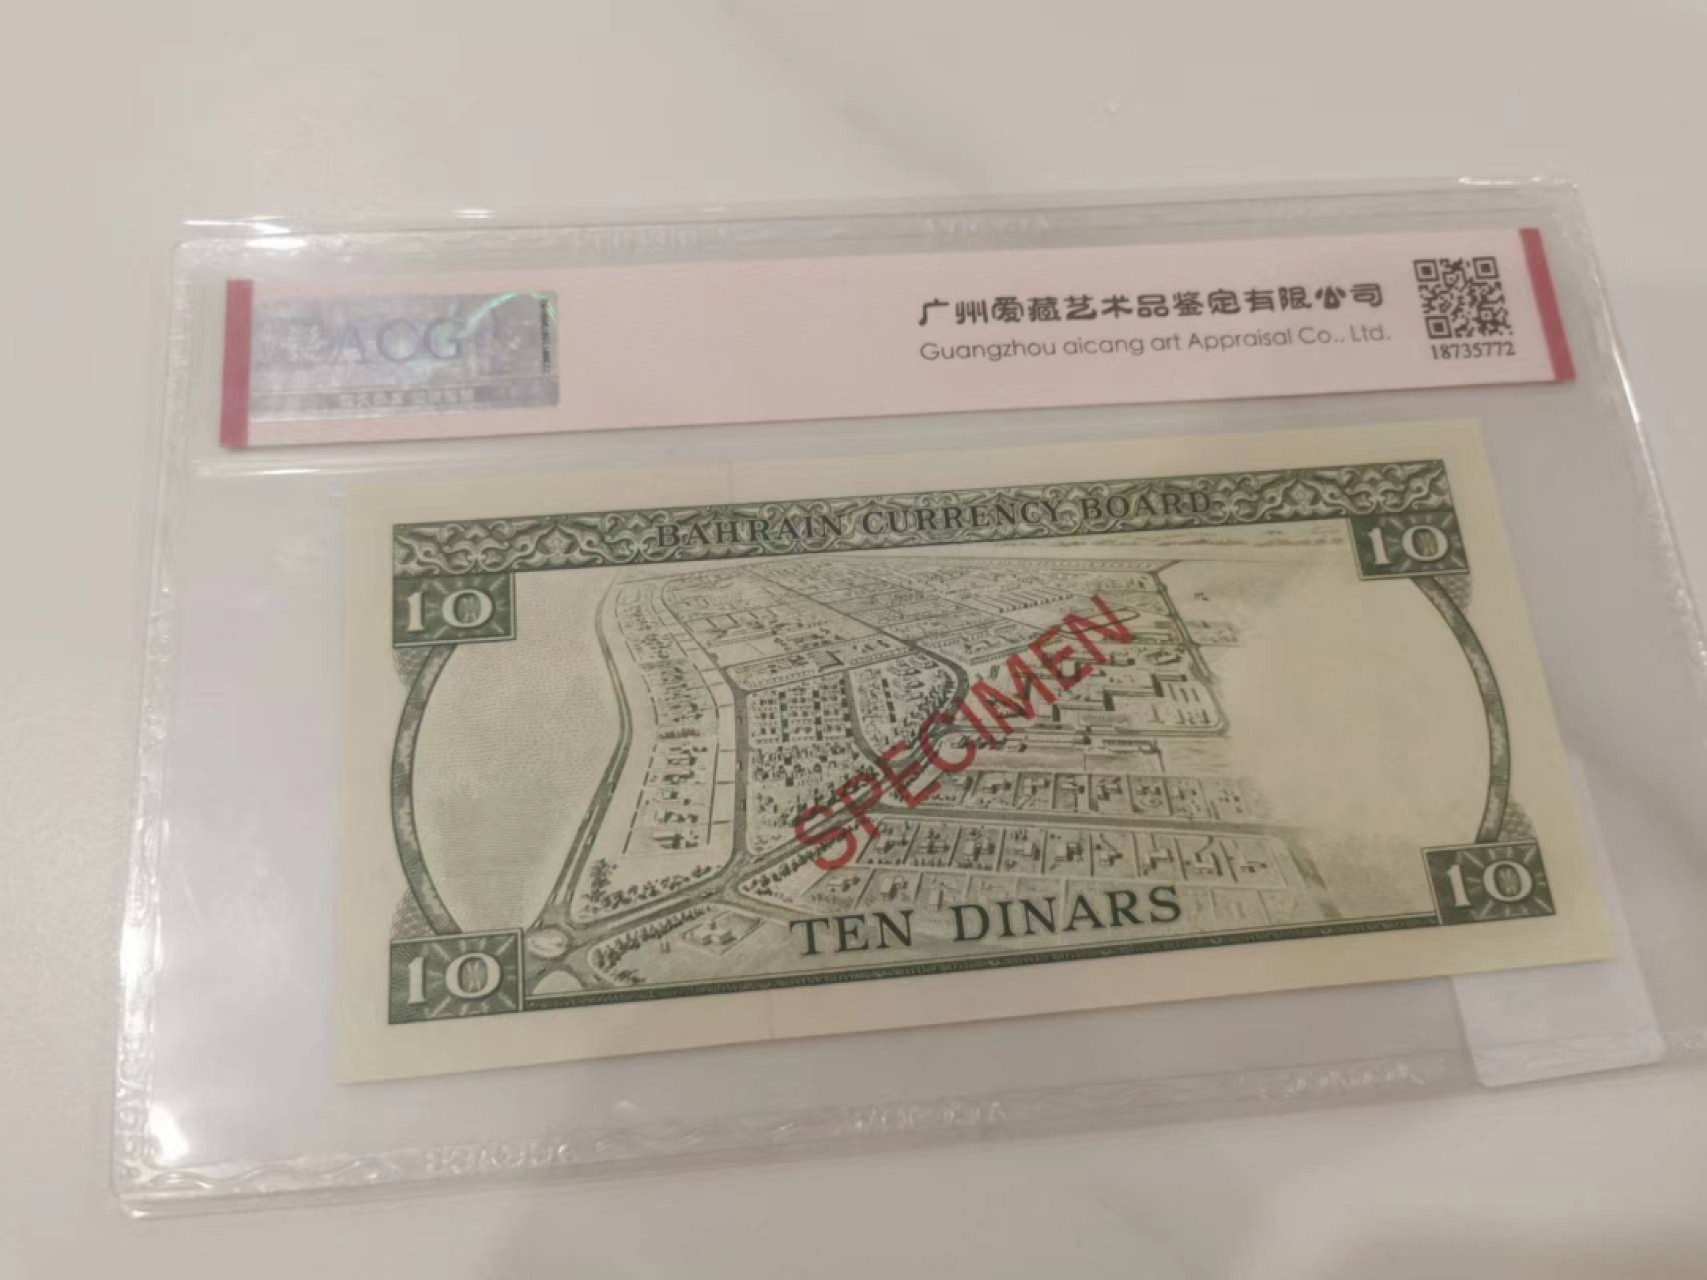 ACG
广州爱藏艺术品鉴定有限公司
Guangzhou aicang art Appraisal Co., Ltd.
18735772
BAHRAIN CURRENCY BOARD
10
10
SPECIMEN
TEN DINARS
10
10